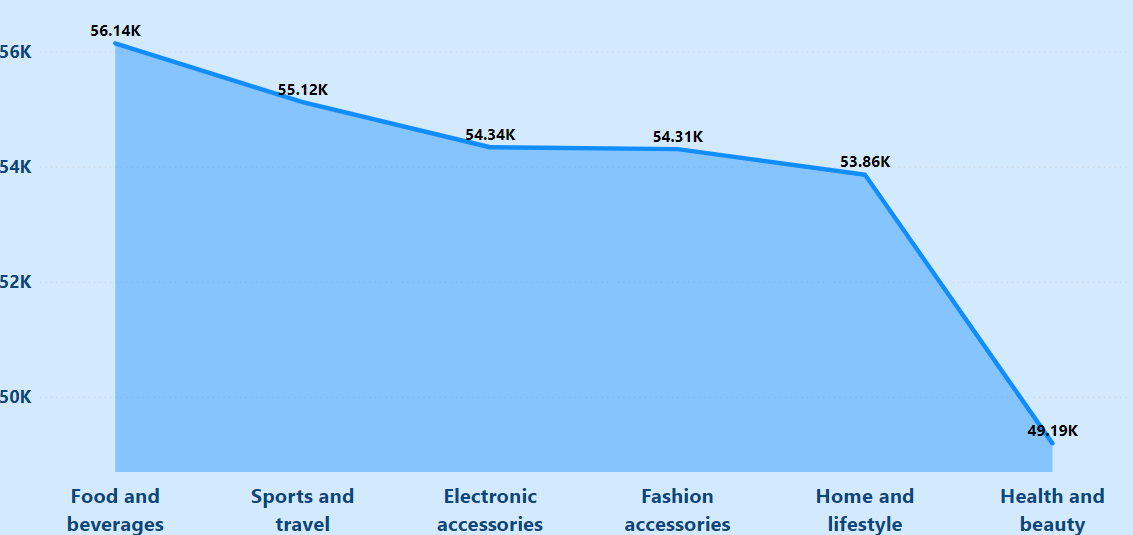 56.14K
56K
55.12K
54.34K
54.31K
53.86K
54K
52K
50K
49.19K
Food and
beverages
Sports and
travel
Electronic
accessories
Fashion
accessories
Home and
lifestyle
Health and
beauty